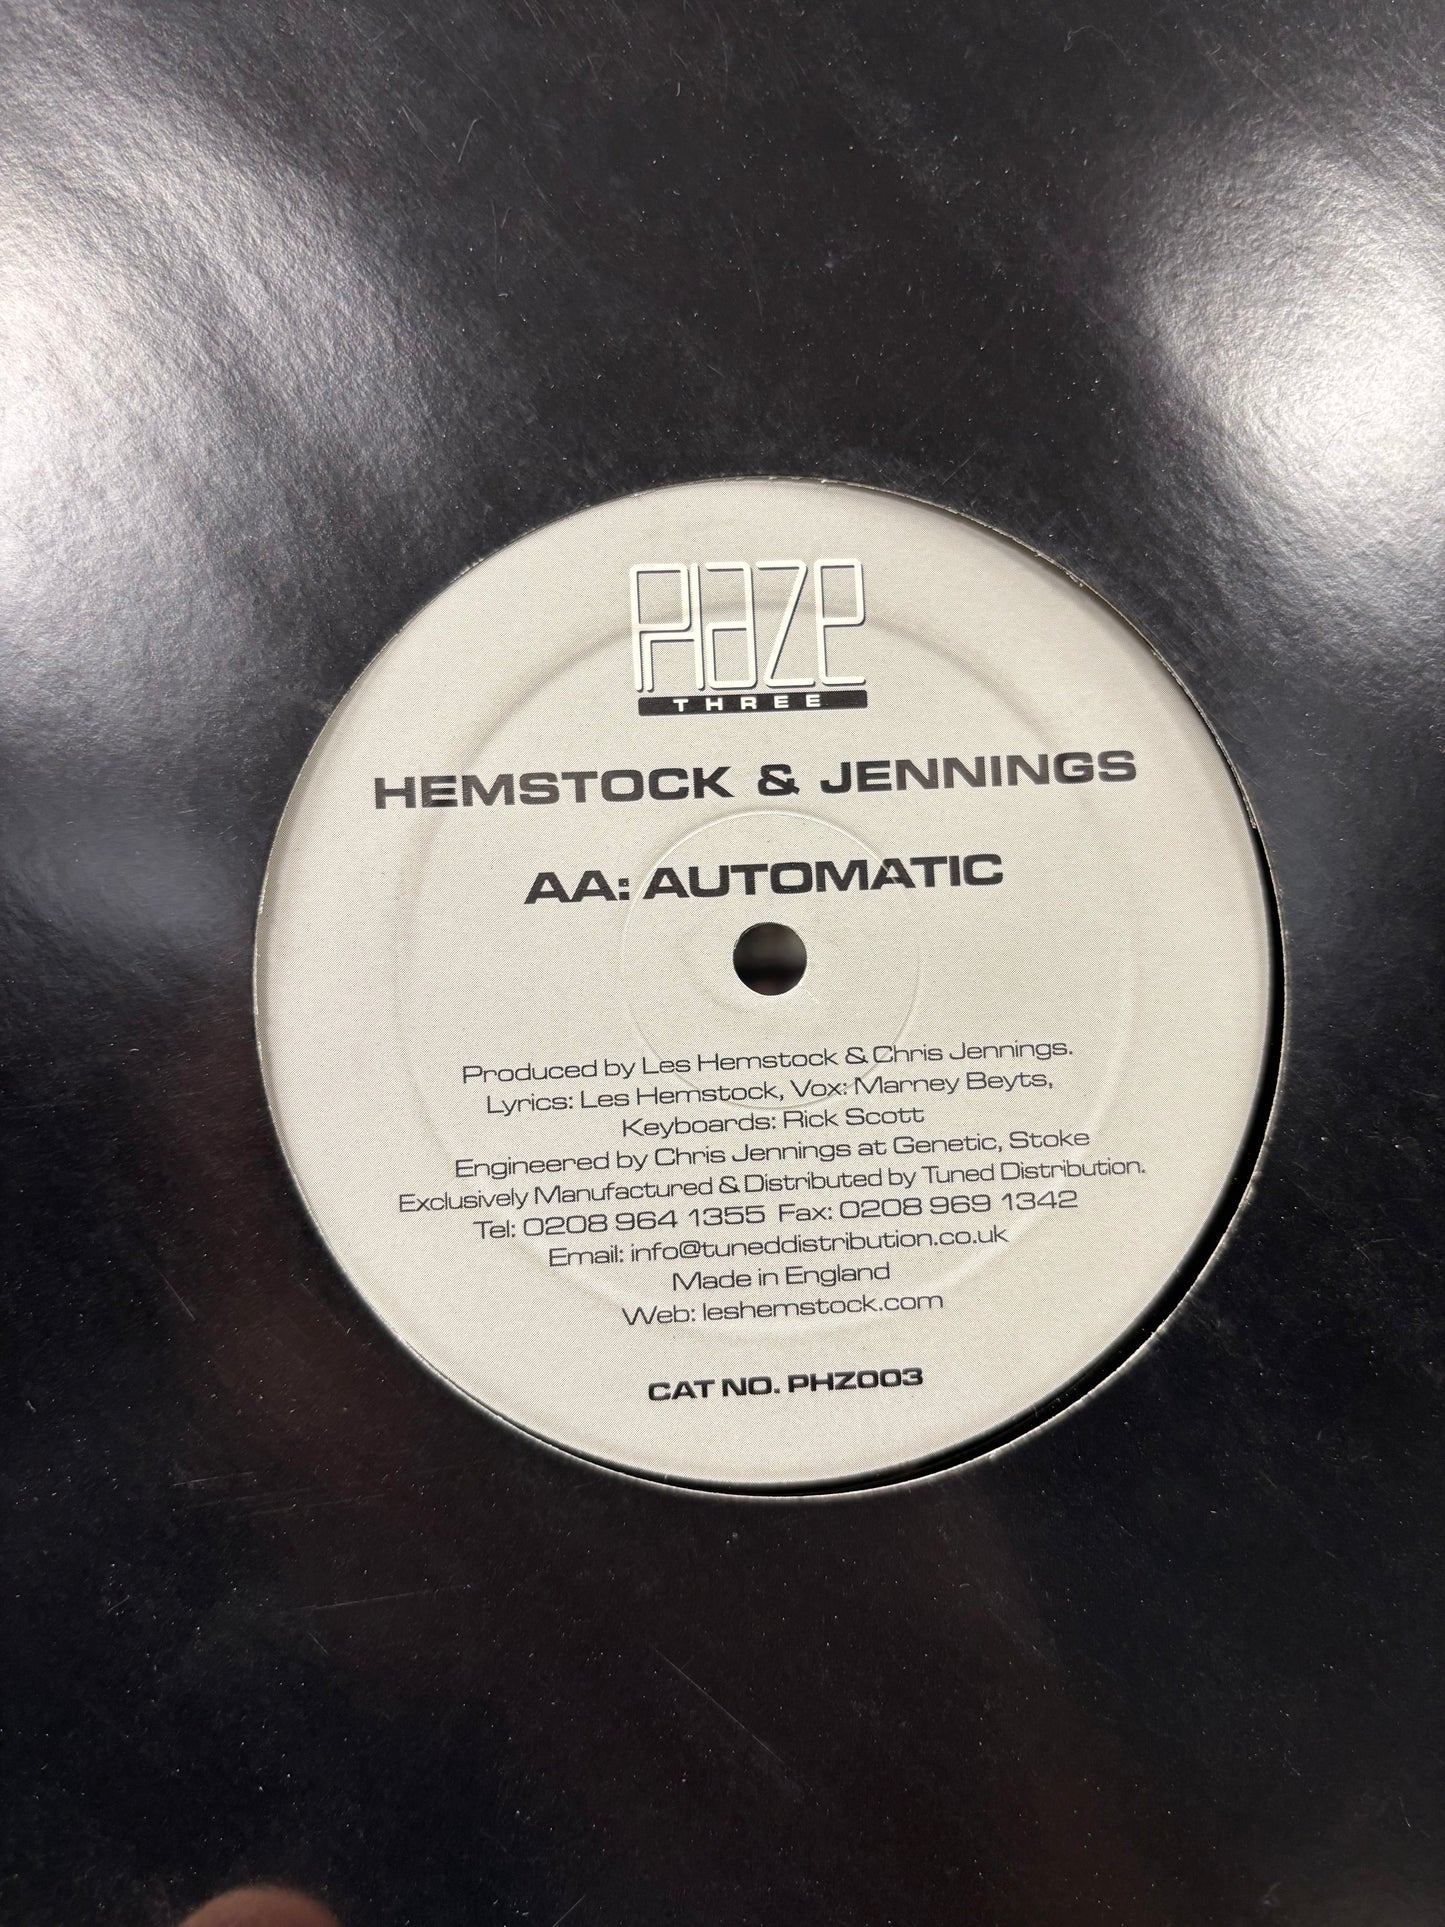 PHAZE
THREE
HEMSTOCK & JENNINGS
AA: AUTOMATIC
Produced by Les Hemstock & Chris Jennings.
Lyrics: Les Hemstock, Vox: Marney Beyts,
Keyboards: Rick Scott
Engineered by Chris Jennings at Genetic, Stoke
Exclusively Manufactured & Distributed by Tuned Distribution.
Tel: 0208 964 1355 Fax: 0208 969 1342
Email: info@tuneddistribution.co.uk
Made in England
Web: leshemstock.com
CAT NO. PHZ003